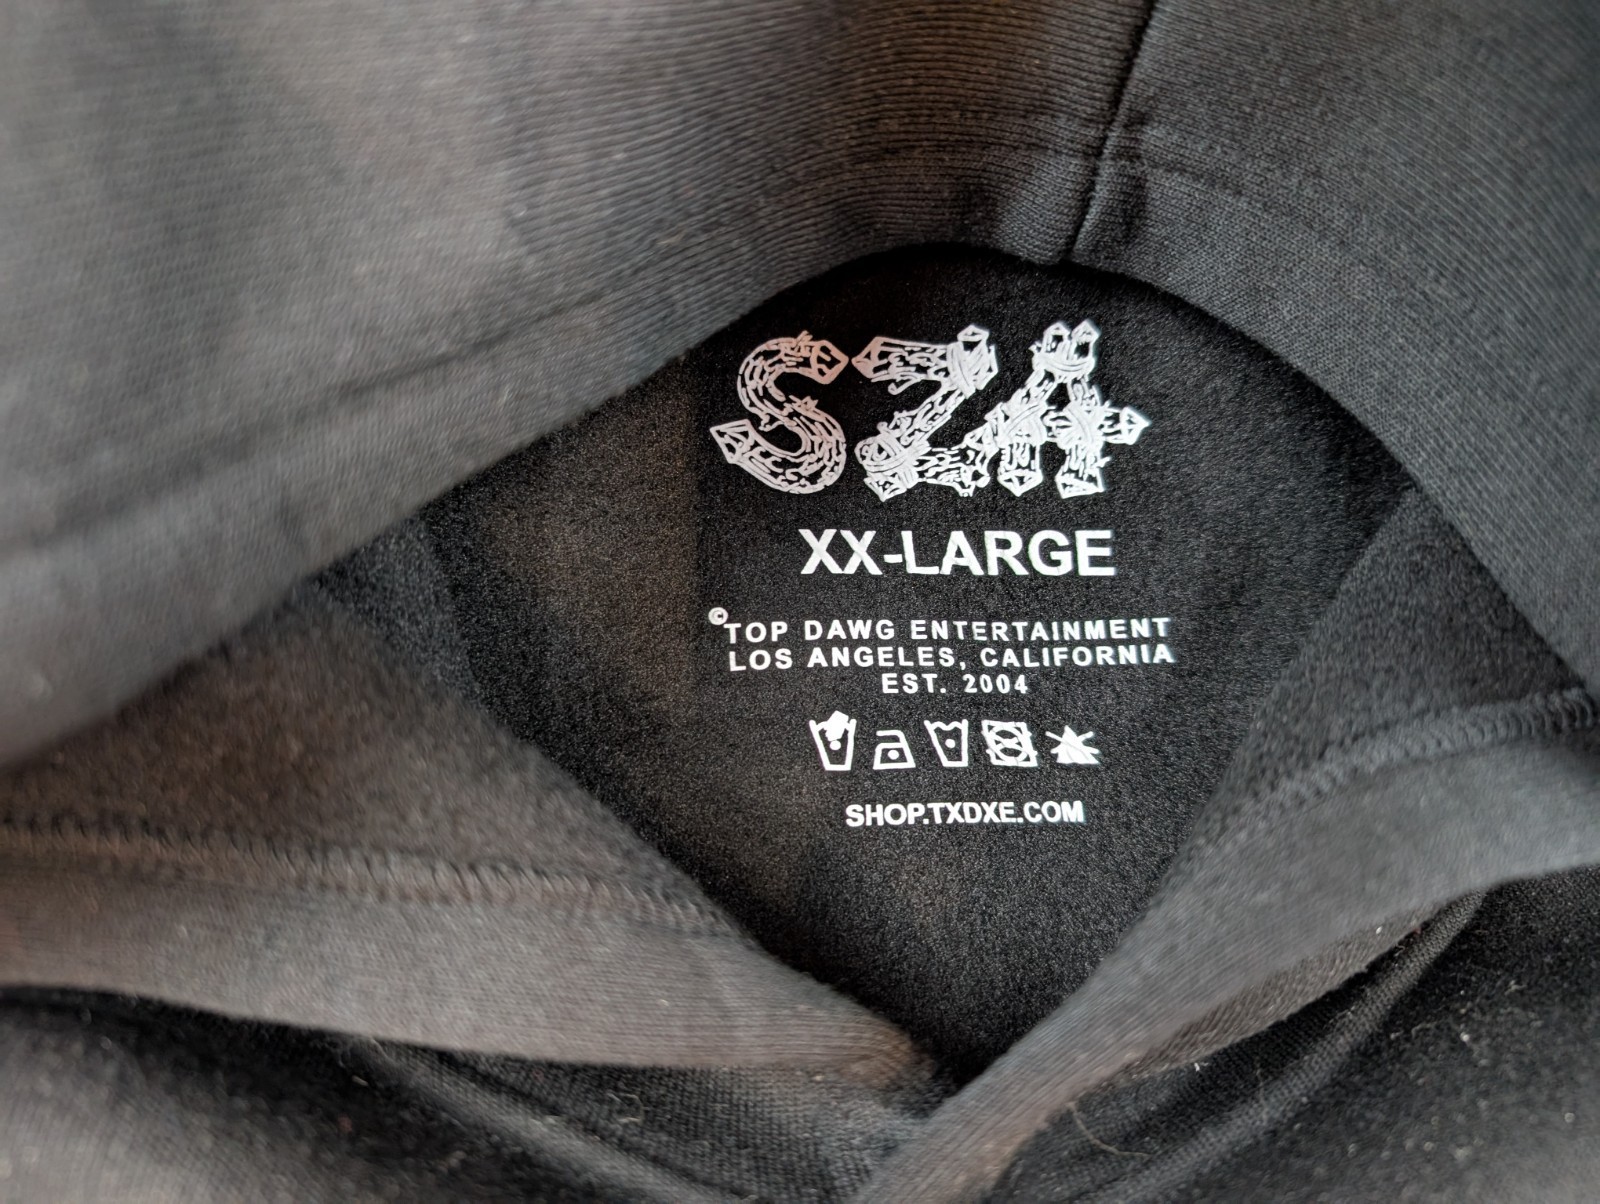 SZA
XX-LARGE
©TOP DAWG ENTERTAINMENT
LOS ANGELES, CALIFORNIA
EST. 2004
SHOP.TXDXE.COM